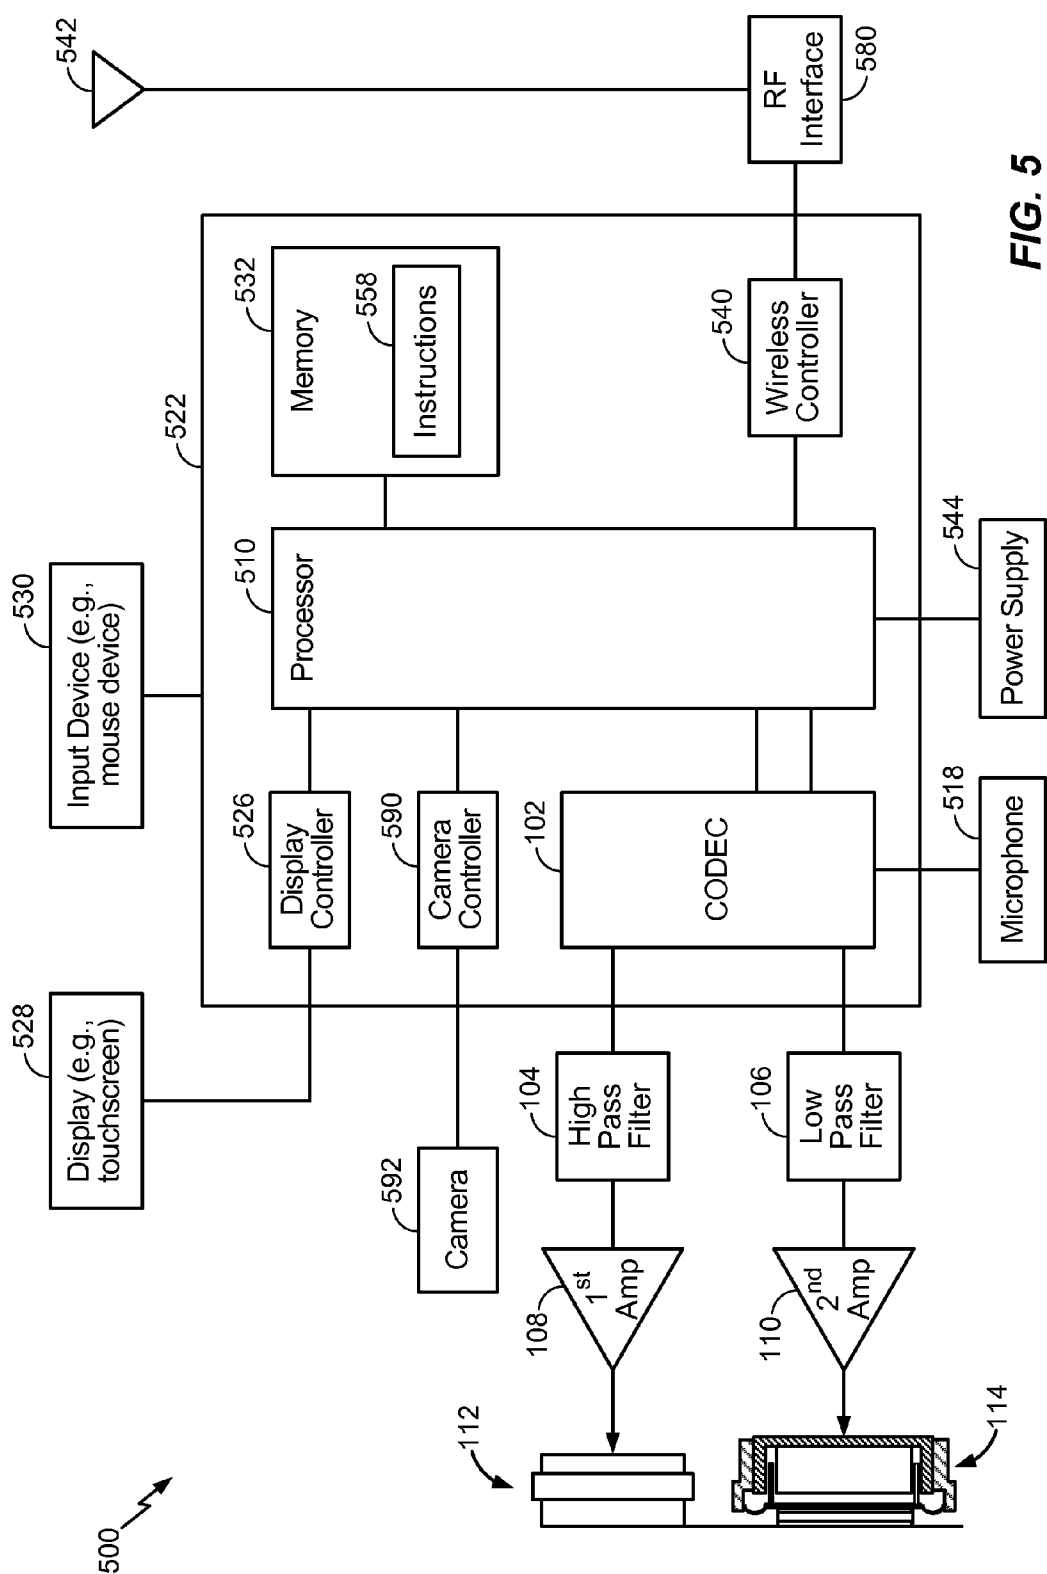 500
528
Display (e.g.,
touchscreen)
530
Input Device (e.g.,
mouse device)
542
522
526
Display
Controller
510
Processor
532
Memory
558
Instructions
592
Camera
590
Camera
Controller
112
108
1st
Amp
104
High
Pass
Filter
102
CODEC
540
Wireless
Controller
RF
Interface
580
110
2nd
Amp
106
Low
Pass
Filter
114
518
Microphone
544
Power Supply
FIG. 5